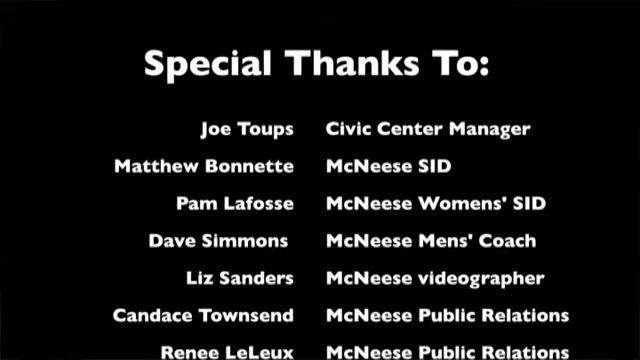 Special Thanks To:
Joe Toups Civic Center Manager
Matthew Bonnette McNeese SID
Pam Lafosse McNeese Womens' SID
Dave Simmons McNeese Mens' Coach
Liz Sanders McNeese videographer
Candace Townsend McNeese Public Relations
Renee LeLeux McNeese Public Relations